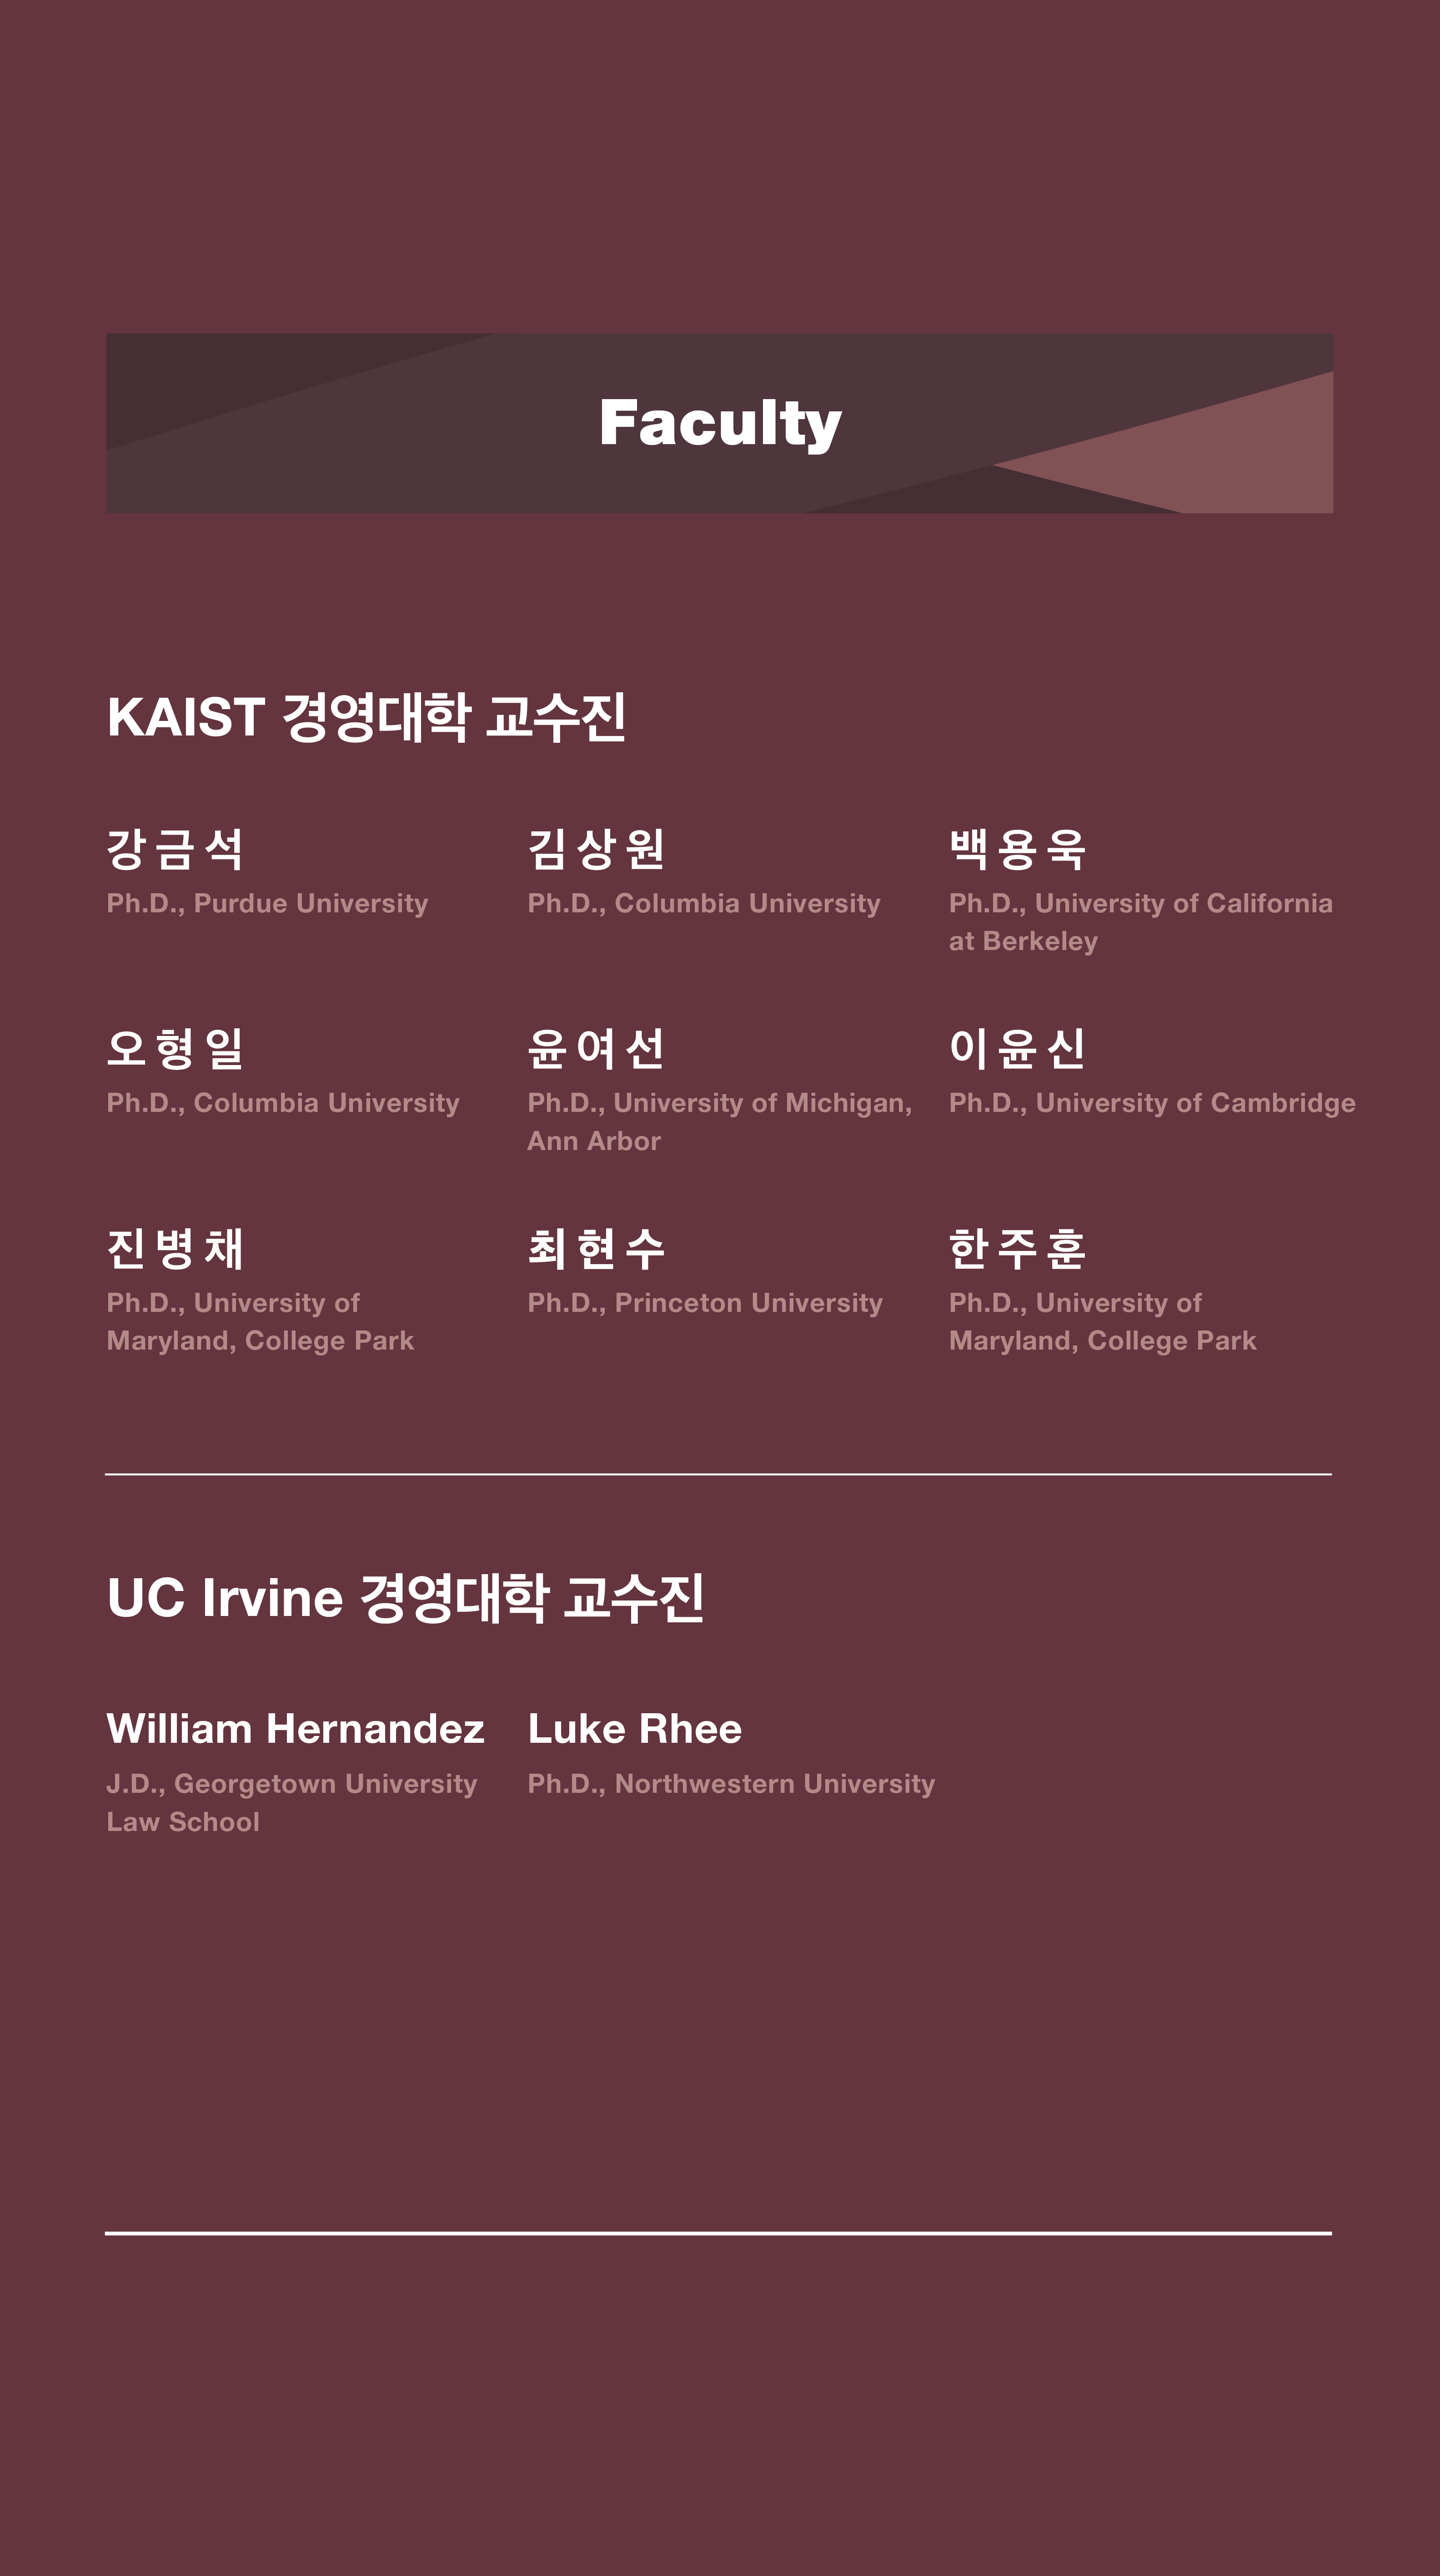 Faculty
KAIST 경영대학 교수진
강금석
Ph.D., Purdue University
김상원
Ph.D., Columbia University
백용욱
Ph.D., University of California
at Berkeley
오형일
Ph.D., Columbia University
윤여선
Ph.D., University of Michigan,
Ann Arbor
이윤신
Ph.D., University of Cambridge
진병채
Ph.D., University of
Maryland, College Park
최현수
Ph.D., Princeton University
한주훈
Ph.D., University of
Maryland, College Park
UC Irvine 경영대학 교수진
William Hernandez
J.D., Georgetown University
Law School
Luke Rhee
Ph.D., Northwestern University